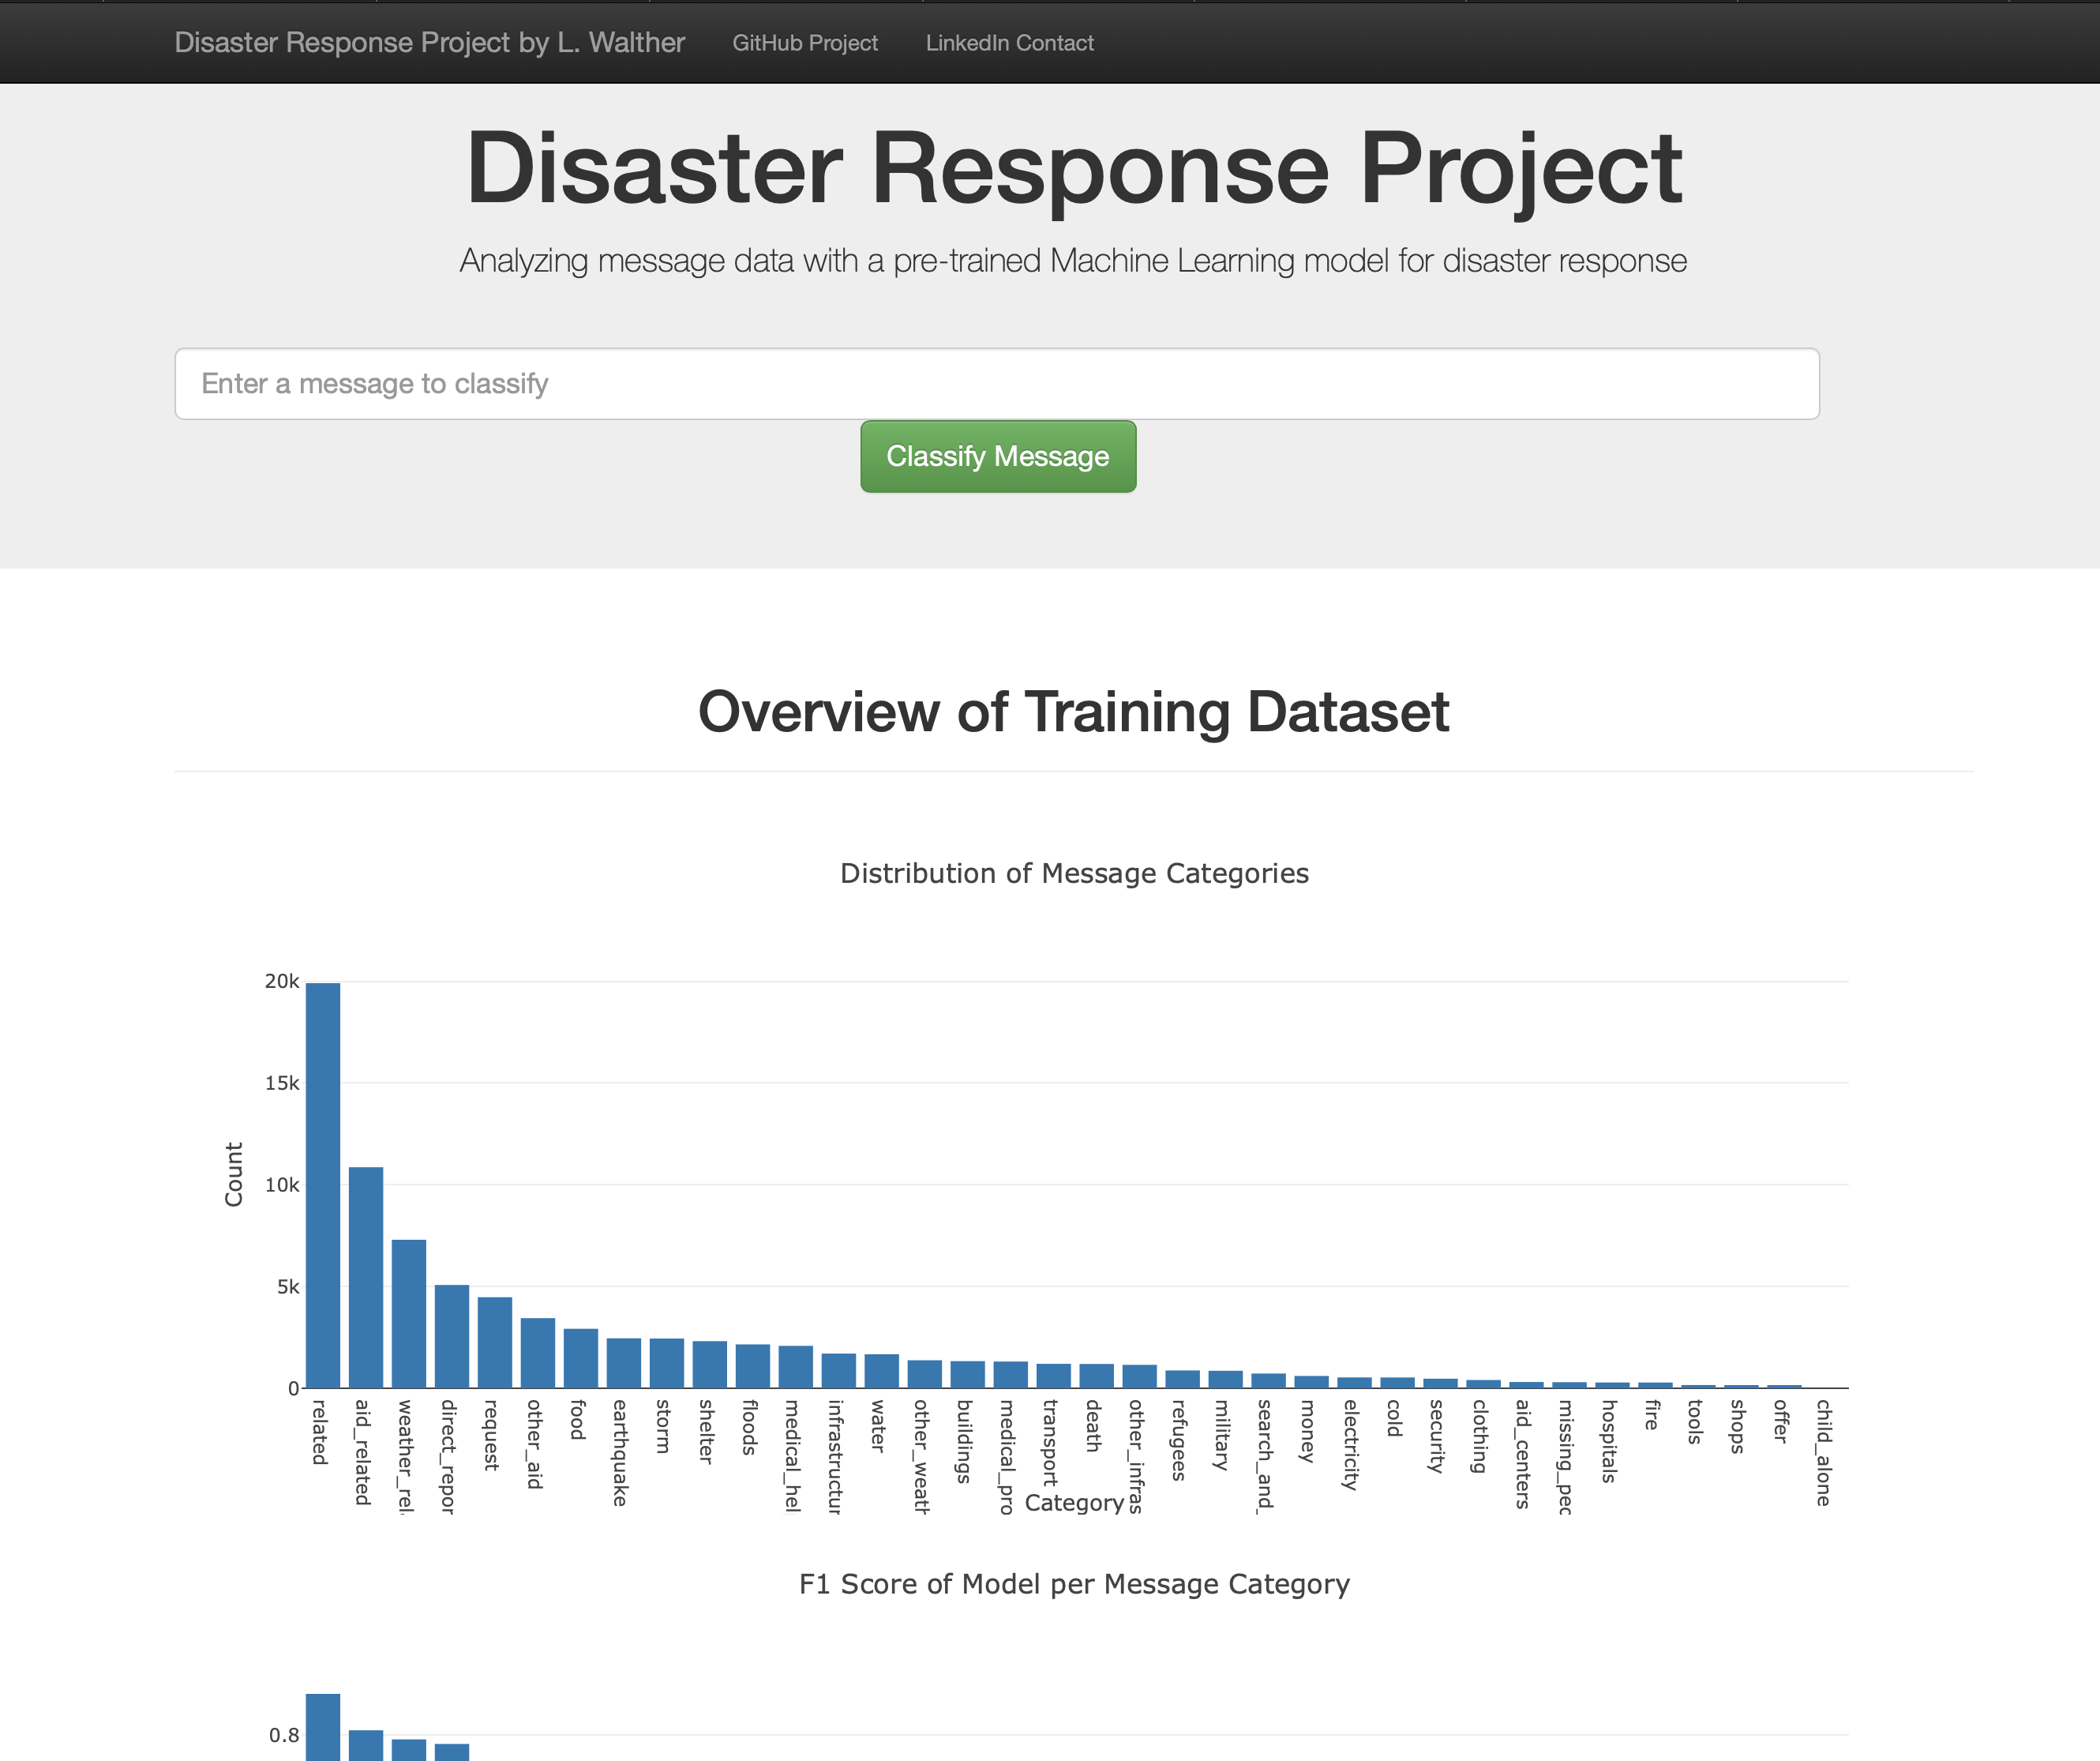 Disaster Response Project by L. Walther GitHub Project LinkedIn Contact
Disaster Response Project
Analyzing message data with a pre-trained Machine Learning model for disaster response
Enter a message to classify
Classify Message
Overview of Training Dataset
Distribution of Message Categories
20k
15k
10k
5k
0
Count
related
aid_related
weather_rel
direct_repor
request
other_aid
food
earthquake
storm
shelter
floods
medical_hel
infrastructur
water
other_weath
buildings
medical_pro
transport
death
other_infras
refugees
military
search_and_
money
electricity
cold
security
clothing
aid_centers
missing_peo
hospitals
fire
tools
shops
offer
child_alone
Category
F1 Score of Model per Message Category
0.8